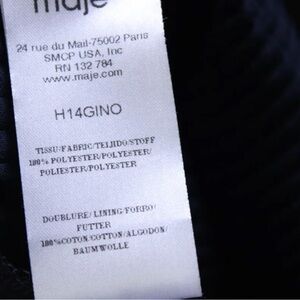 maje
24 rue du Mail-75002 Paris
SMCP USA, Inc
RN 132 784
www.maje.com
H14GINO
TISSU/FABRIC/TEIJIDO/STOFF
100% POLYESTER/POLYESTER/
POLIESTER/POLYESTER
DOUBLURE/ LINING/FORRO/
FUTTER
100%COTON/COTTON/ALGODON/
BAUMWOLLE